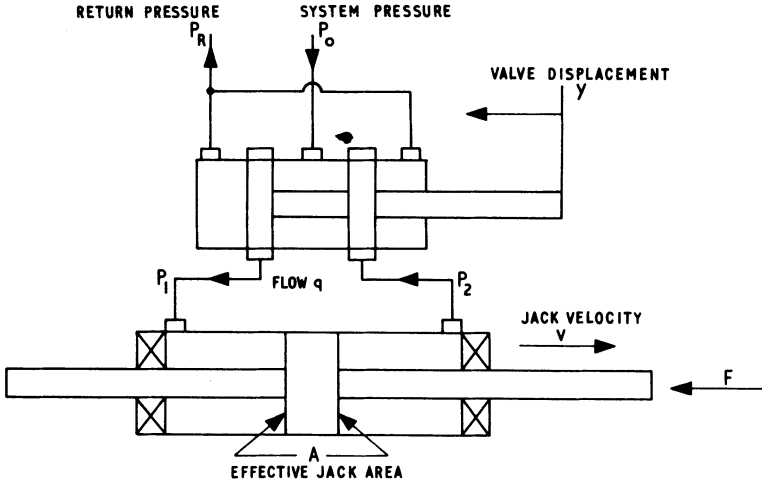 RETURN PRESSURE
P_R
SYSTEM PRESSURE
P_o
VALVE DISPLACEMENT
y
P_1
FLOW q
P_2
JACK VELOCITY
v
F
A
EFFECTIVE JACK AREA